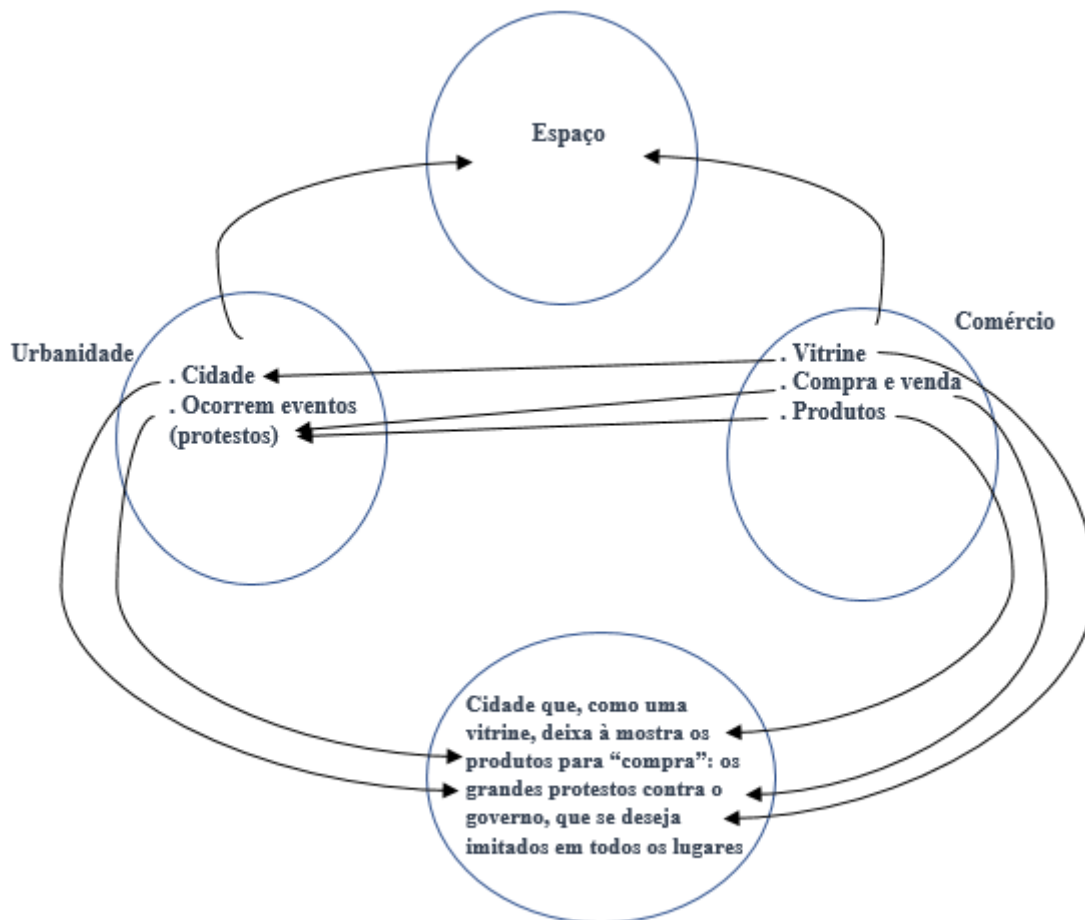 Espaço
Urbanidade
. Cidade
. Ocorrem eventos
(protestos)
Comércio
. Vitrine
. Compra e venda
. Produtos
Cidade que, como uma
vitrine, deixa à mostra os
produtos para “compra”: os
grandes protestos contra o
governo, que se deseja
imitados em todos os lugares